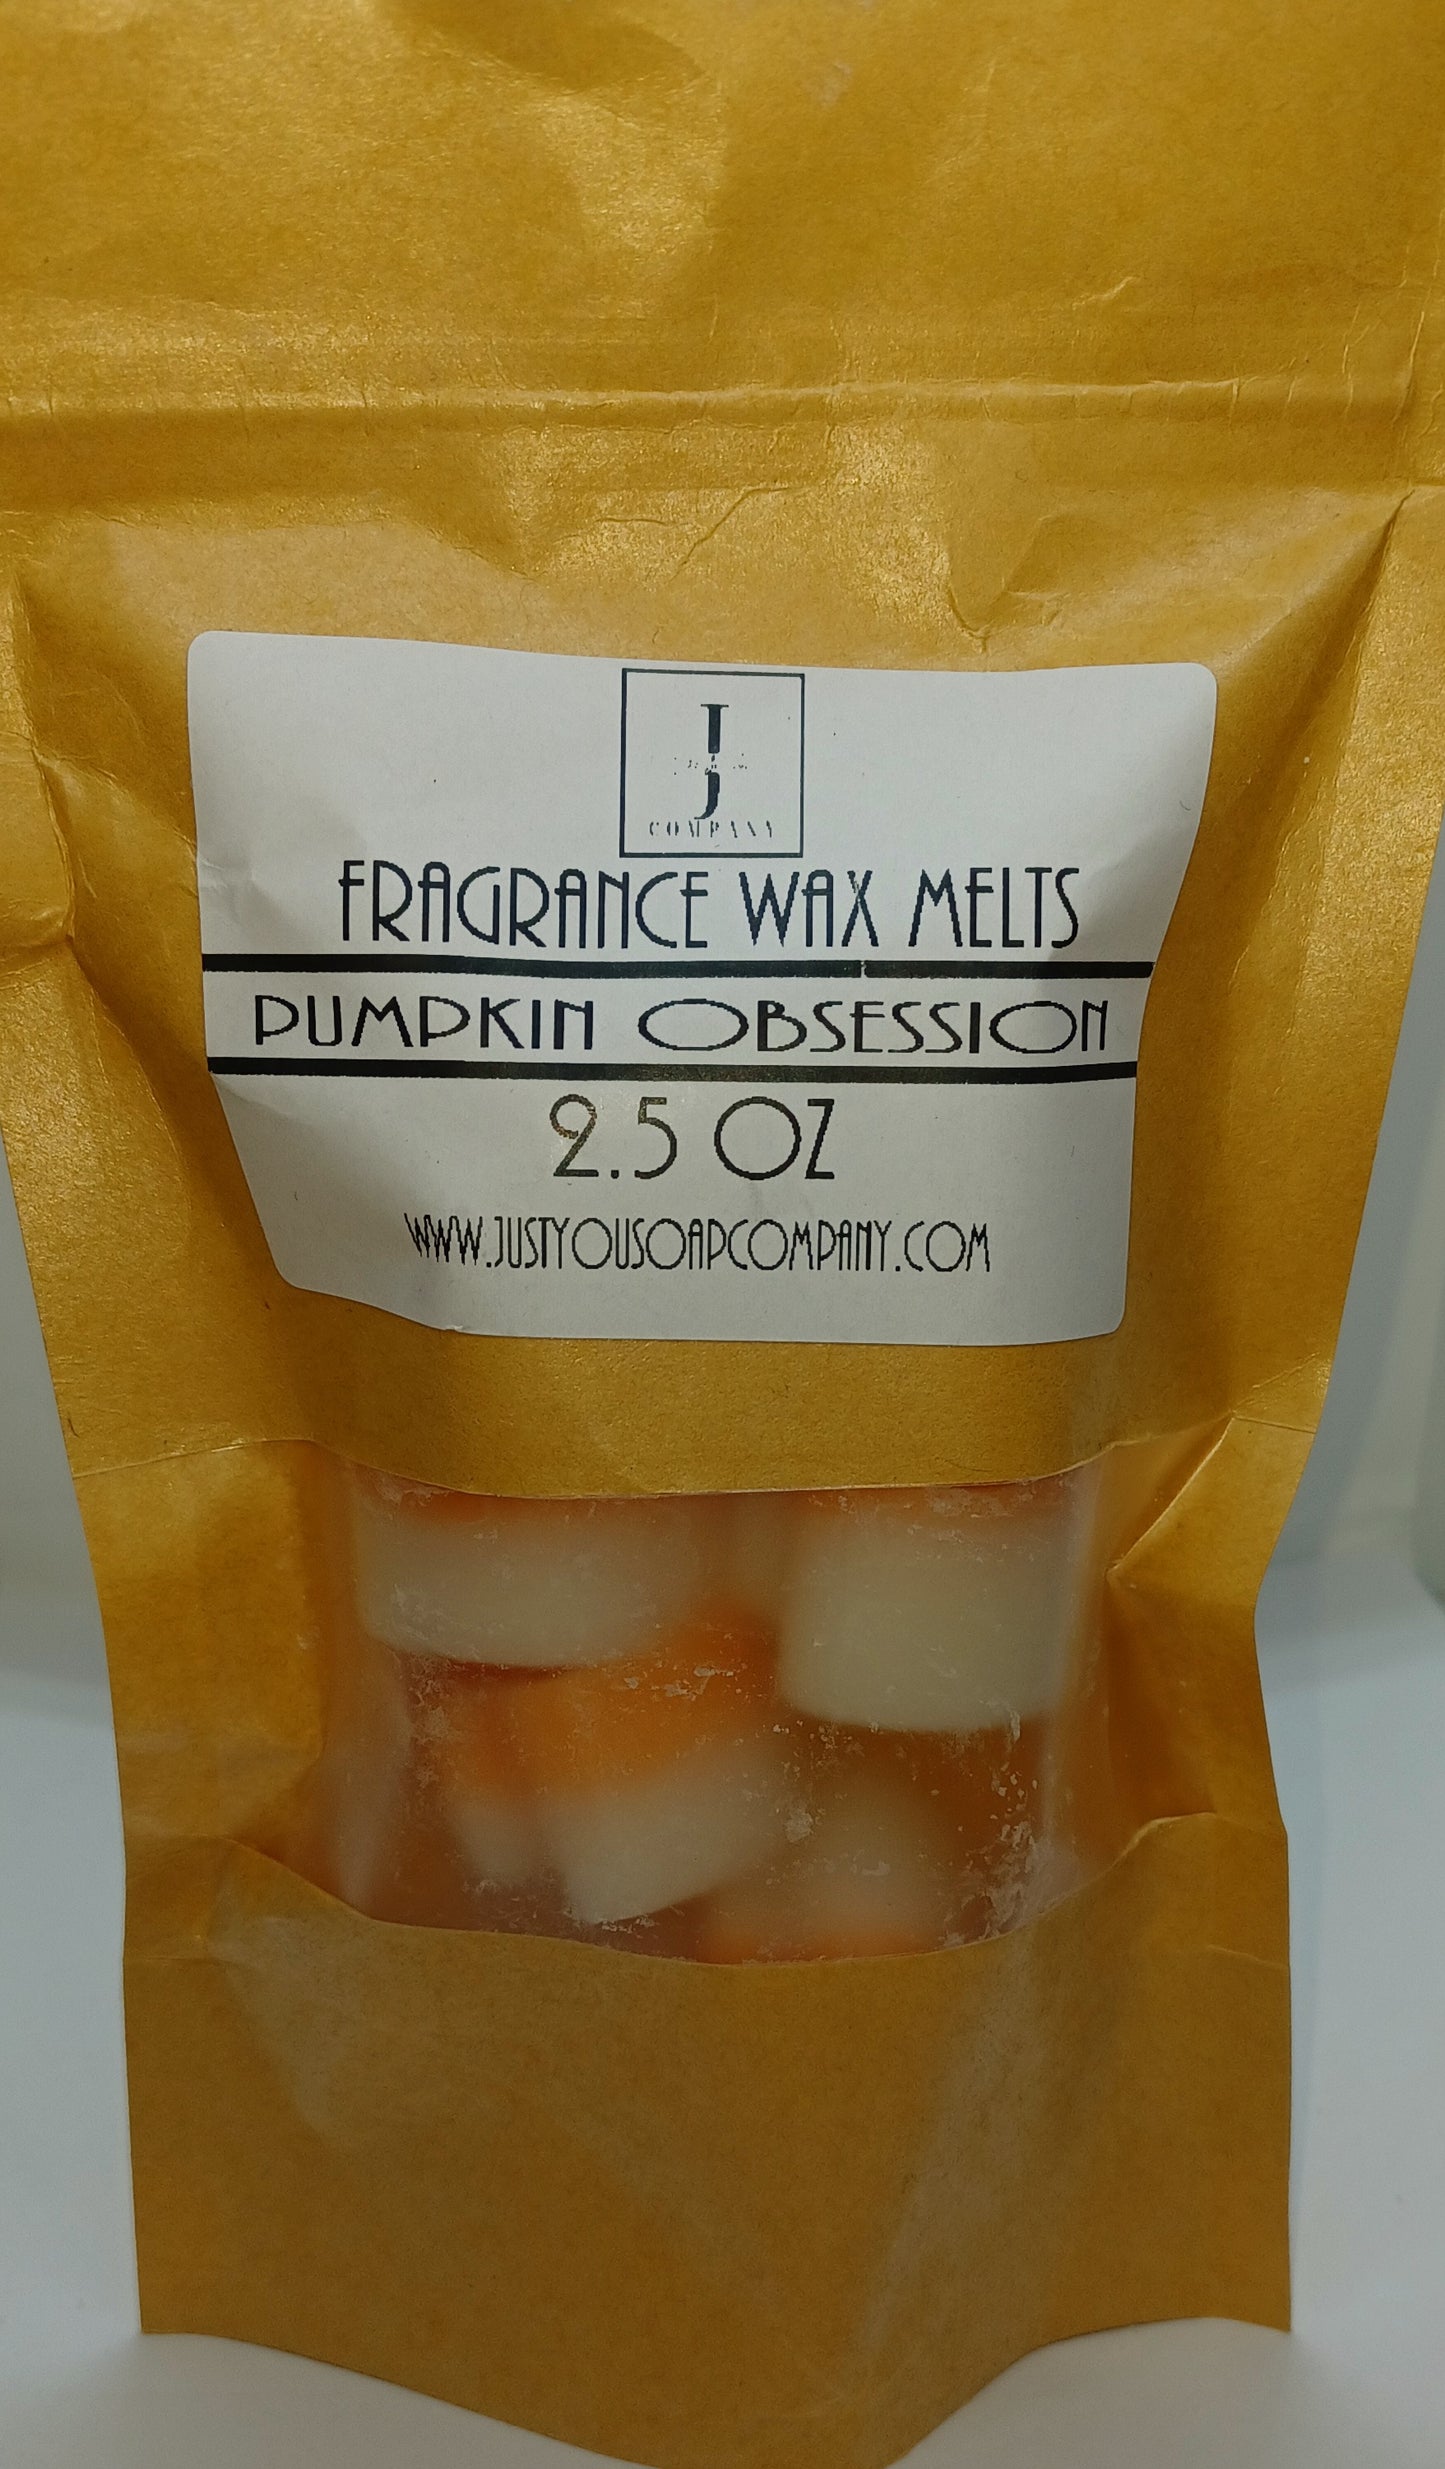 J
COMPANY
FRAGRANCE WAX MELTS
PUMPKIN OBSESSION
2.5 OZ
WWW.JUSTYOUSOAPCOMPANY.COM